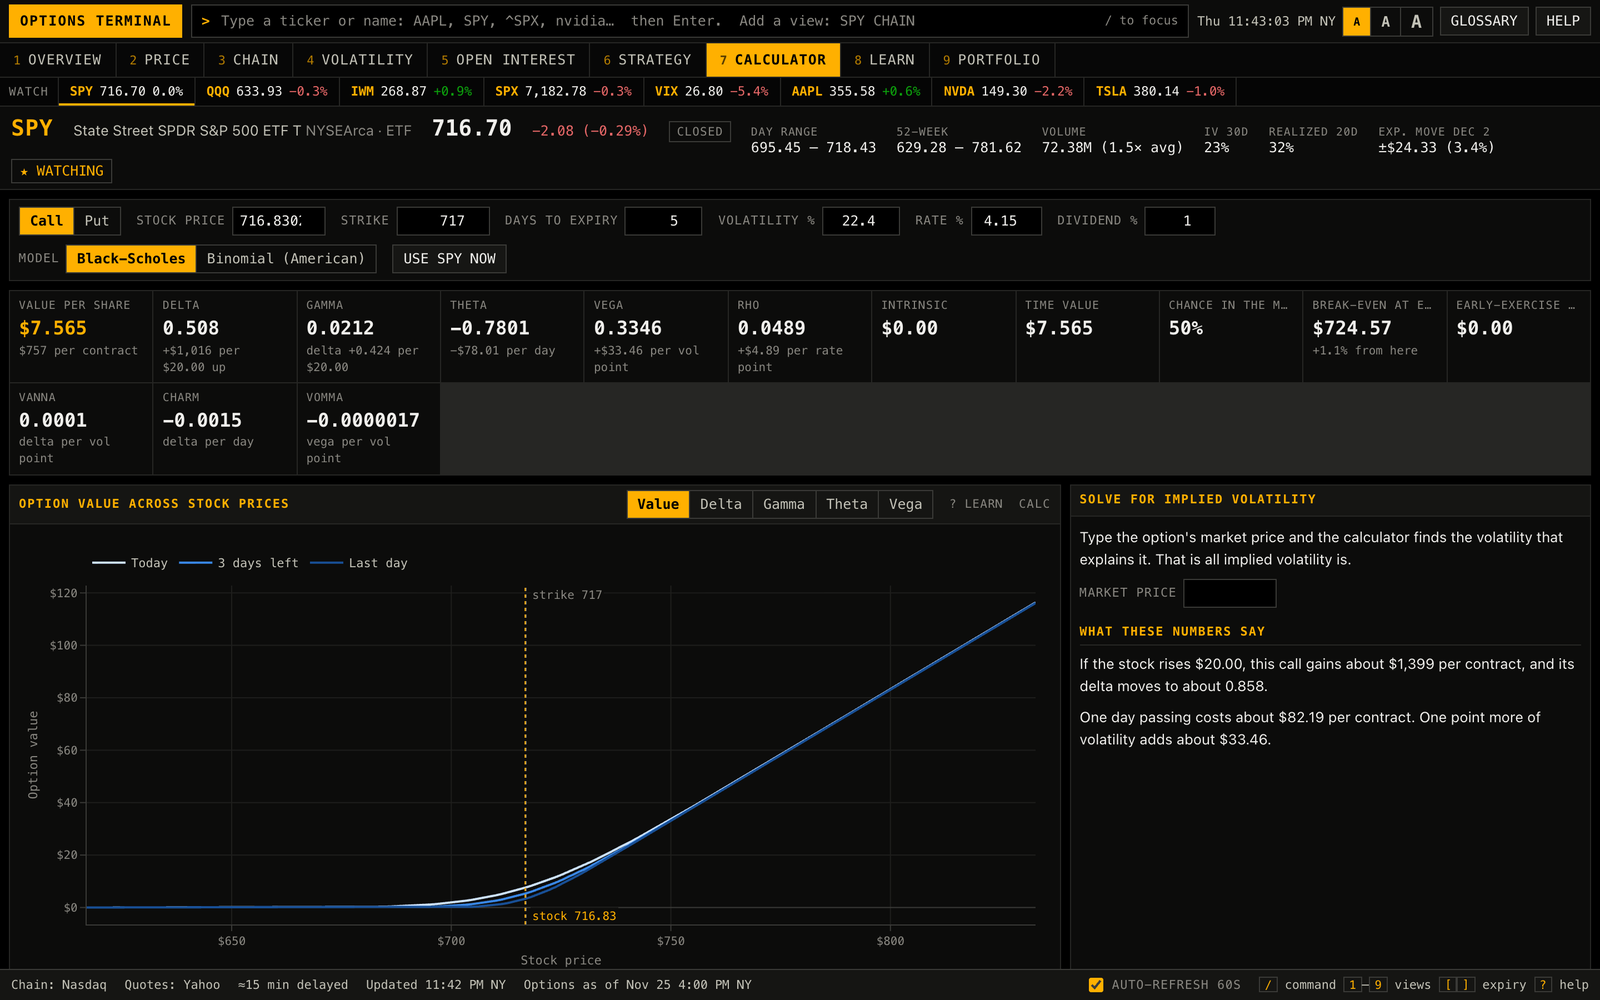 OPTIONS TERMINAL
> Type a ticker or name: AAPL, SPY, ^SPX, nvidia… then Enter. Add a view: SPY CHAIN / to focus
Thu 11:43:03 PM NY A A A GLOSSARY HELP
1 OVERVIEW 2 PRICE 3 CHAIN 4 VOLATILITY 5 OPEN INTEREST 6 STRATEGY 7 CALCULATOR 8 LEARN 9 PORTFOLIO
WATCH SPY 716.70 0.0% QQQ 633.93 −0.3% IWM 268.87 +0.9% SPX 7,182.78 −0.3% VIX 26.80 −5.4% AAPL 355.58 +0.6% NVDA 149.30 −2.2% TSLA 380.14 −1.0%
SPY State Street SPDR S&P 500 ETF T NYSEArca · ETF 716.70 −2.08 (−0.29%) CLOSED
DAY RANGE 52-WEEK VOLUME IV 30D REALIZED 20D EXP. MOVE DEC 2
695.45 – 718.43 629.28 – 781.62 72.38M (1.5× avg) 23% 32% ±$24.33 (3.4%)
★ WATCHING
Call Put STOCK PRICE 716.830 STRIKE 717 DAYS TO EXPIRY 5 VOLATILITY % 22.4 RATE % 4.15 DIVIDEND % 1
MODEL Black–Scholes Binomial (American) USE SPY NOW
VALUE PER SHARE DELTA GAMMA THETA VEGA RHO INTRINSIC TIME VALUE CHANCE IN THE M… BREAK-EVEN AT E… EARLY-EXERCISE …
$7.565 0.508 0.0212 −0.7801 0.3346 0.0489 $0.00 $7.565 50% $724.57 $0.00
$757 per contract +$1,016 per delta +0.424 per −$78.01 per day +$33.46 per vol +$4.89 per rate +1.1% from here
$20.00 up $20.00 point point
VANNA CHARM VOMMA
0.0001 −0.0015 −0.0000017
delta per vol delta per day vega per vol
point point
OPTION VALUE ACROSS STOCK PRICES Value Delta Gamma Theta Vega ? LEARN CALC
Today 3 days left Last day
$120
strike 717
$100
$80
$60
$40
$20
$0
Option value
stock 716.83
$650 $700 $750 $800
Stock price
SOLVE FOR IMPLIED VOLATILITY
Type the option's market price and the calculator finds the volatility that
explains it. That is all implied volatility is.
MARKET PRICE
WHAT THESE NUMBERS SAY
If the stock rises $20.00, this call gains about $1,399 per contract, and its
delta moves to about 0.858.
One day passing costs about $82.19 per contract. One point more of
volatility adds about $33.46.
Chain: Nasdaq Quotes: Yahoo ≈15 min delayed Updated 11:42 PM NY Options as of Nov 25 4:00 PM NY
AUTO-REFRESH 60S / command 1–9 views [ ] expiry ? help